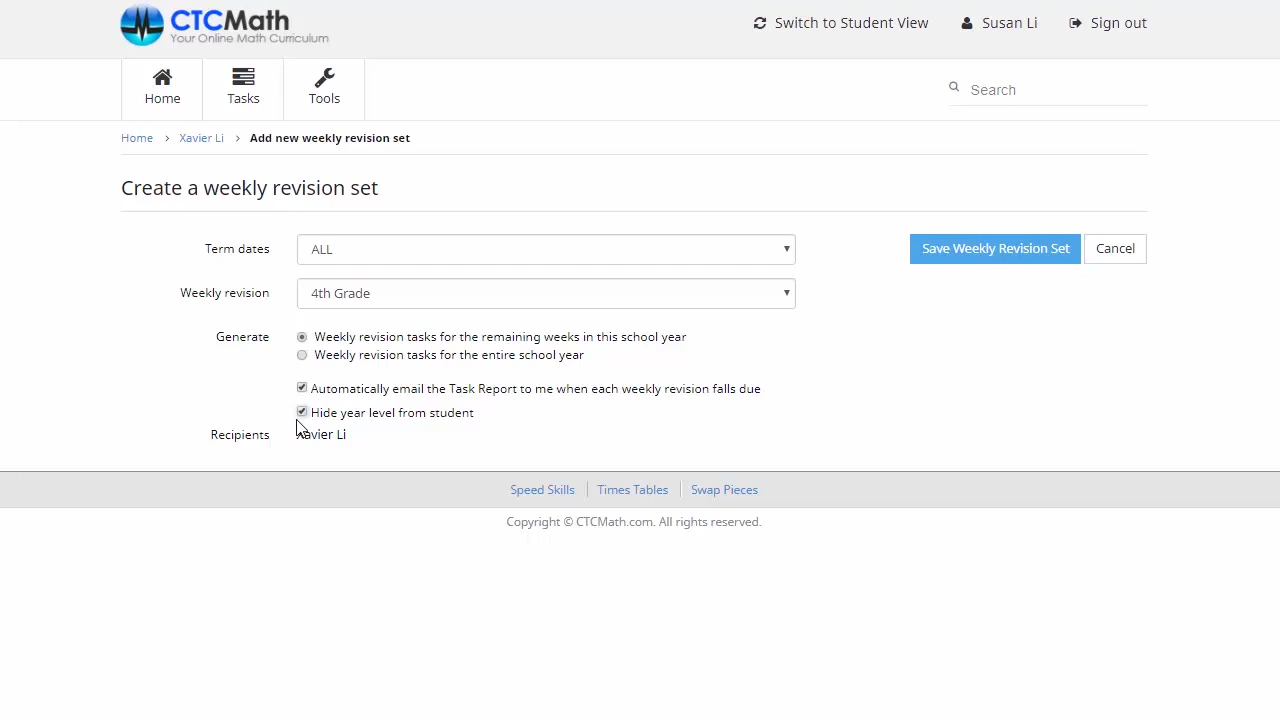 CTCMath
Your Online Math Curriculum
Switch to Student View
Susan Li
Sign out
Home
Tasks
Tools
Search
Home > Xavier Li > Add new weekly revision set
Create a weekly revision set
Term dates
ALL
Save Weekly Revision Set
Cancel
Weekly revision
4th Grade
Generate
Weekly revision tasks for the remaining weeks in this school year
Weekly revision tasks for the entire school year
Automatically email the Task Report to me when each weekly revision falls due
Hide year level from student
Recipients
Xavier Li
Speed Skills
Times Tables
Swap Pieces
Copyright © CTCMath.com. All rights reserved.